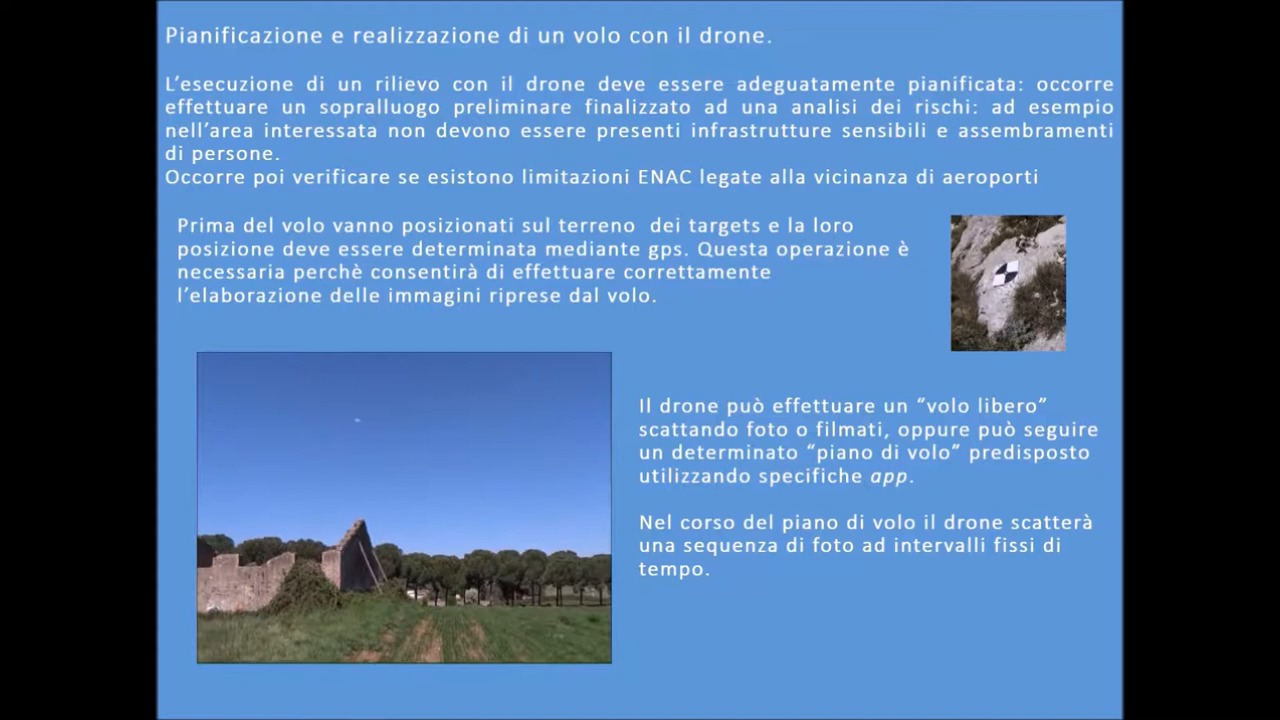 Pianificazione e realizzazione di un volo con il drone.
L’esecuzione di un rilievo con il drone deve essere adeguatamente pianificata: occorre
effettuare un sopralluogo preliminare finalizzato ad una analisi dei rischi: ad esempio
nell’area interessata non devono essere presenti infrastrutture sensibili e assembramenti
di persone.
Occorre poi verificare se esistono limitazioni ENAC legate alla vicinanza di aeroporti
Prima del volo vanno posizionati sul terreno dei targets e la loro
posizione deve essere determinata mediante gps. Questa operazione è
necessaria perchè consentirà di effettuare correttamente
l’elaborazione delle immagini riprese dal volo.
Il drone può effettuare un “volo libero”
scattando foto o filmati, oppure può seguire
un determinato “piano di volo” predisposto
utilizzando specifiche app.
Nel corso del piano di volo il drone scatterà
una sequenza di foto ad intervalli fissi di
tempo.